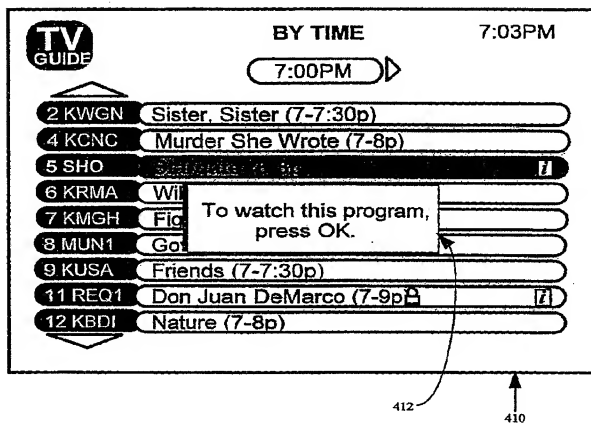 TV
GUIDE
BY TIME
7:03PM
7:00PM
2 KWGN Sister, Sister (7-7:30p)
4 KCNC Murder She Wrote (7-8p)
5 SHO i
6 KRMA Wil
7 KMGH Fig
8 MUN1 Go
9 KUSA Friends (7-7:30p)
11 REQ1 Don Juan DeMarco (7-9p i
12 KBDI Nature (7-8p)
To watch this program,
press OK.
412
410